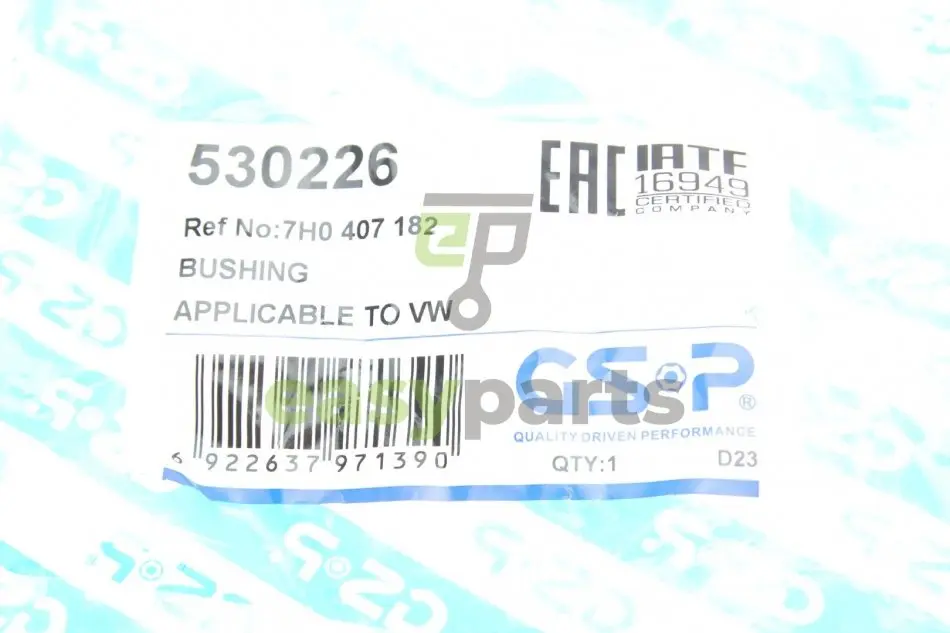 530226
EAC
IATF
16949
CERTIFIED
COMPANY
Ref No:7H0 407 182
BUSHING
APPLICABLE TO VW
GSP®
QUALITY DRIVEN PERFORMANCE
6 922637 971390
QTY:1 D23
easyparts